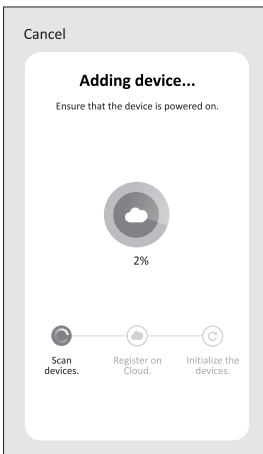 Cancel
Adding device...
Ensure that the device is powered on.
2%
Scan
devices.
Register on
Cloud.
Initialize the
devices.